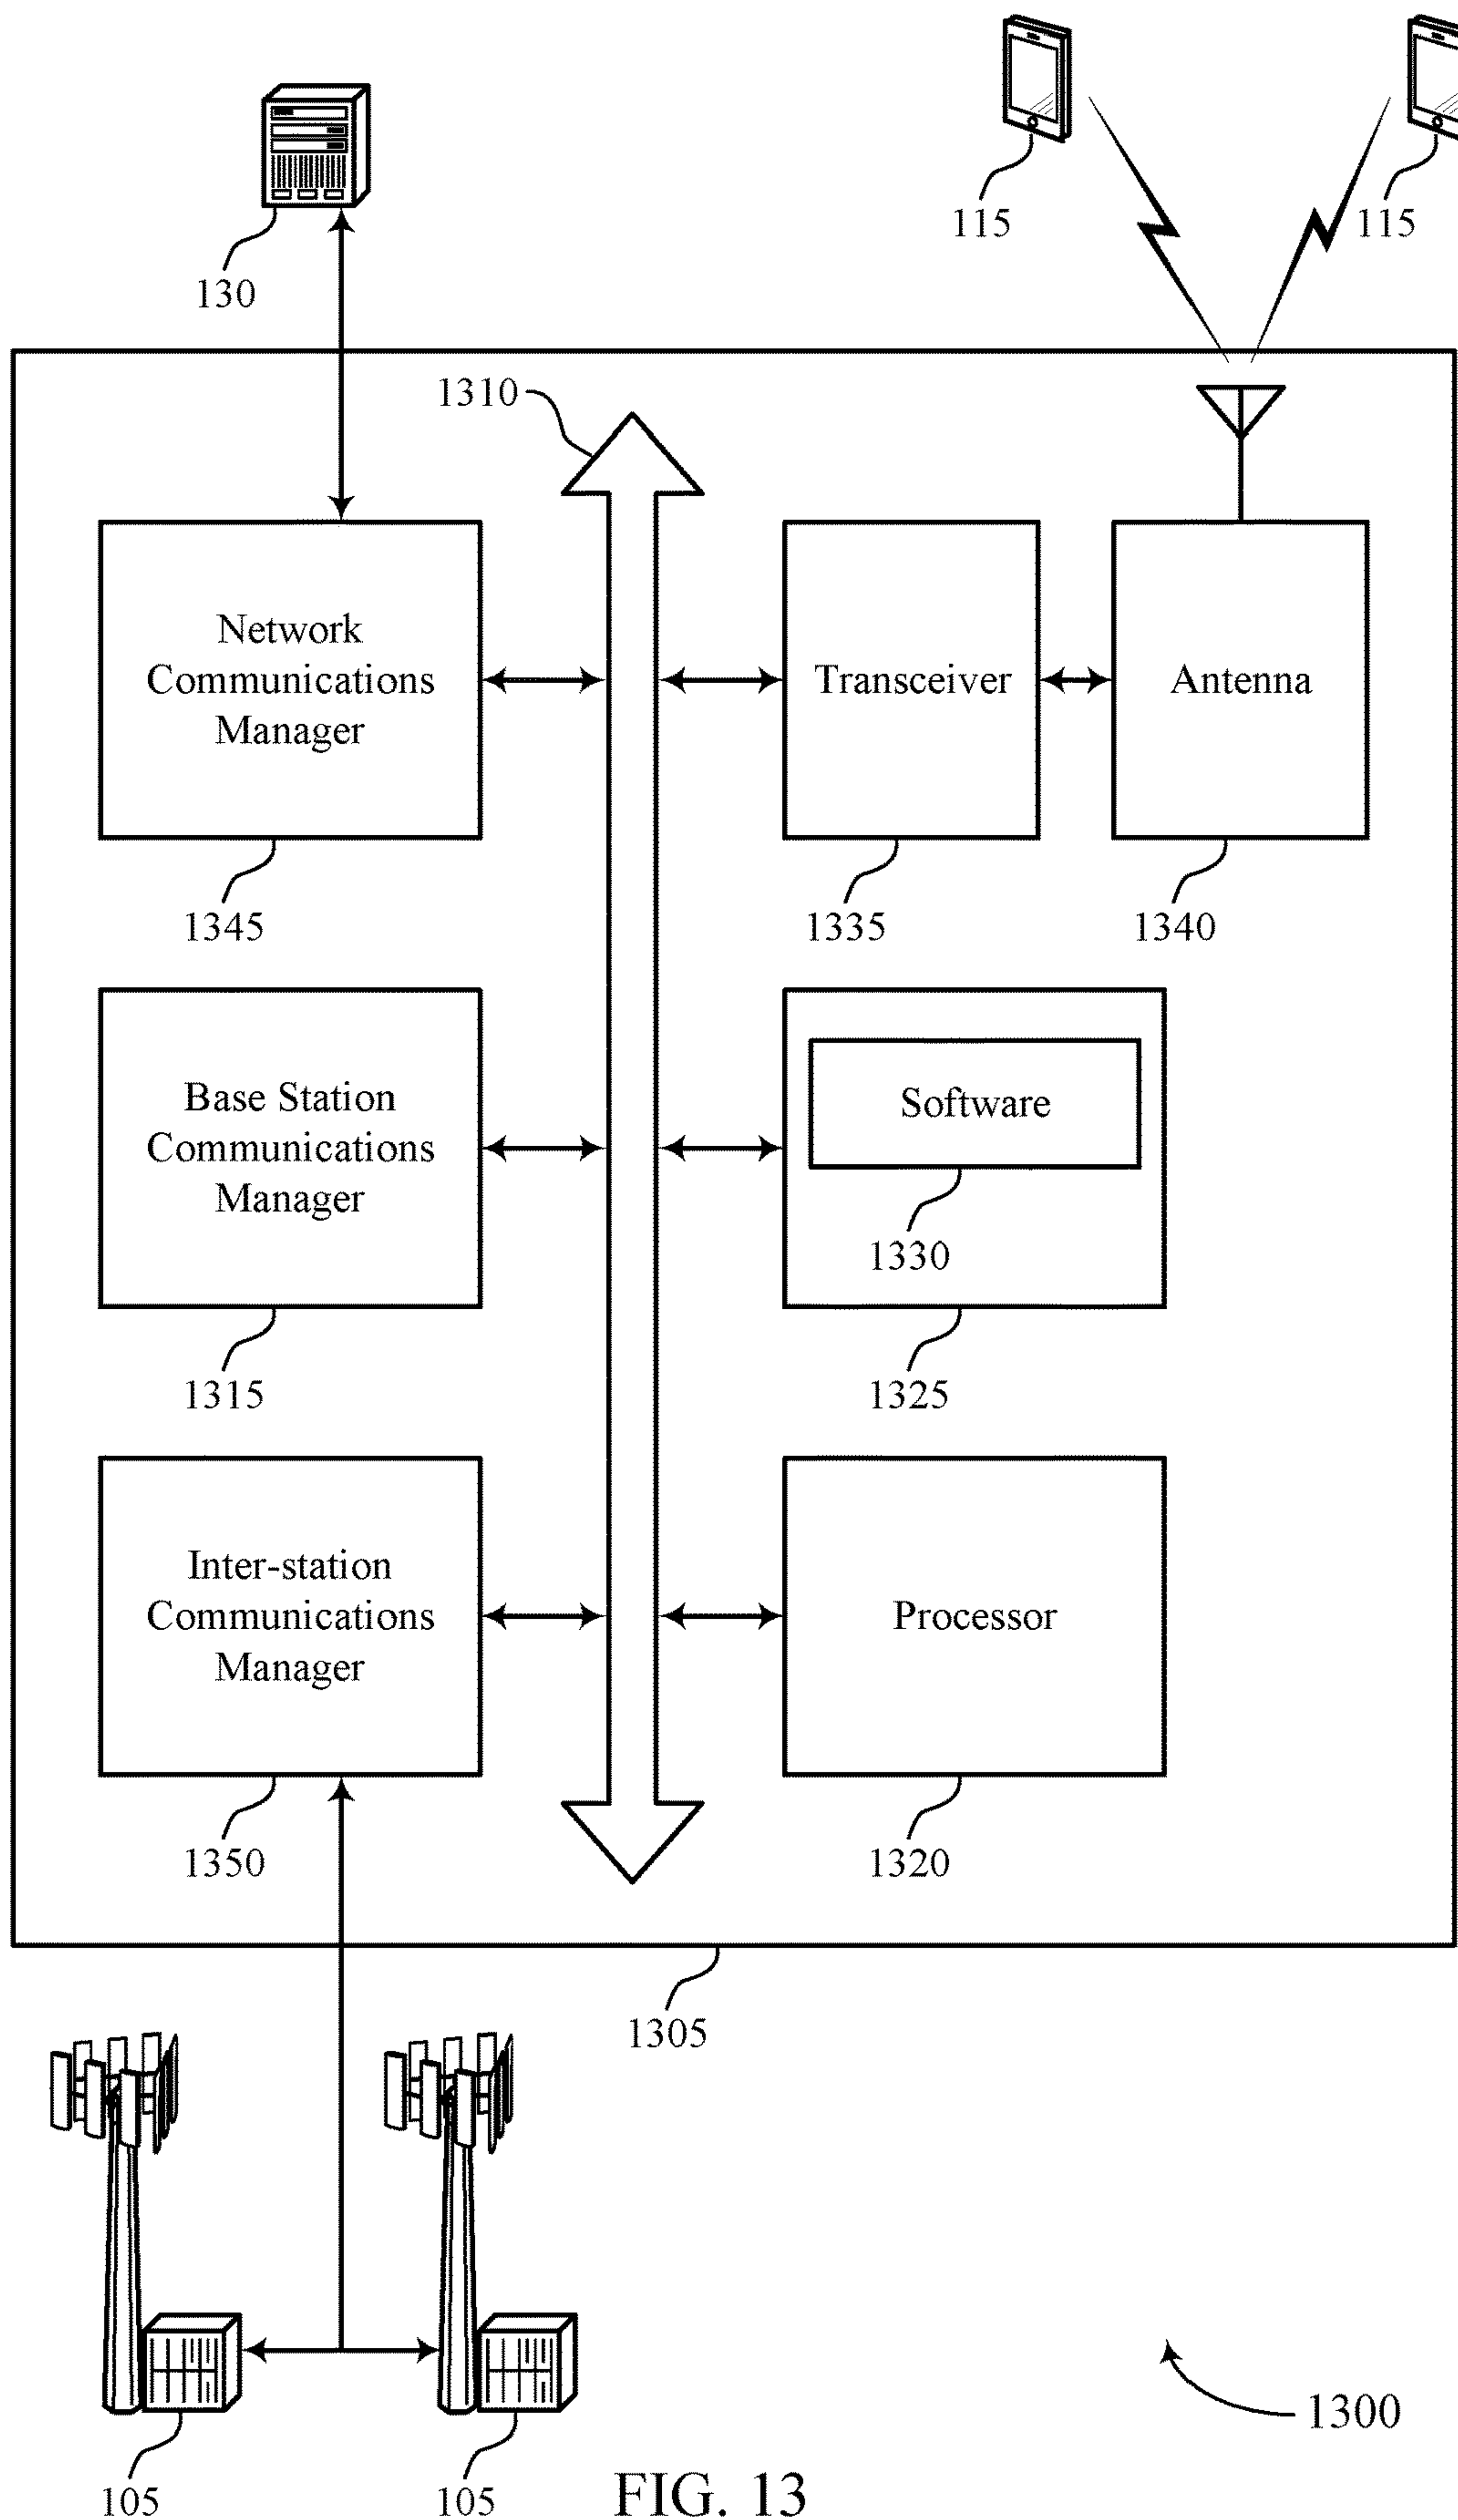 115
115
130
1310
Network
Communications
Manager
Transceiver
Antenna
1345
1335
1340
Base Station
Communications
Manager
Software
1330
1315
1325
Inter-station
Communications
Manager
Processor
1350
1320
1305
1300
105
105
FIG. 13